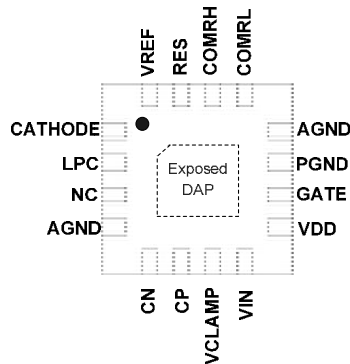 VREF
RES
COMRH
COMRL
CATHODE
LPC
NC
AGND
Exposed
DAP
AGND
PGND
GATE
VDD
CN
CP
VCLAMP
VIN